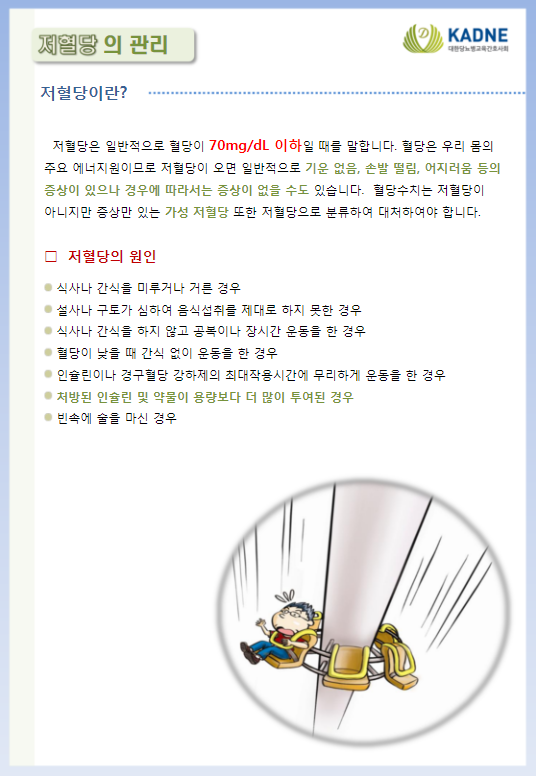 저혈당의 관리
KADNE
대한당뇨병교육간호사회
저혈당이란?
저혈당은 일반적으로 혈당이 70mg/dL 이하일 때를 말합니다. 혈당은 우리 몸의
주요 에너지원이므로 저혈당이 오면 일반적으로 기운 없음, 손발 떨림, 어지러움 등의
증상이 있으나 경우에 따라서는 증상이 없을 수도 있습니다. 혈당수치는 저혈당이
아니지만 증상만 있는 가성 저혈당 또한 저혈당으로 분류하여 대처하여야 합니다.
□ 저혈당의 원인
식사나 간식을 미루거나 거른 경우
설사나 구토가 심하여 음식섭취를 제대로 하지 못한 경우
식사나 간식을 하지 않고 공복이나 장시간 운동을 한 경우
혈당이 낮을 때 간식 없이 운동을 한 경우
인슐린이나 경구혈당 강하제의 최대작용시간에 무리하게 운동을 한 경우
처방된 인슐린 및 약물이 용량보다 더 많이 투여된 경우
빈속에 술을 마신 경우